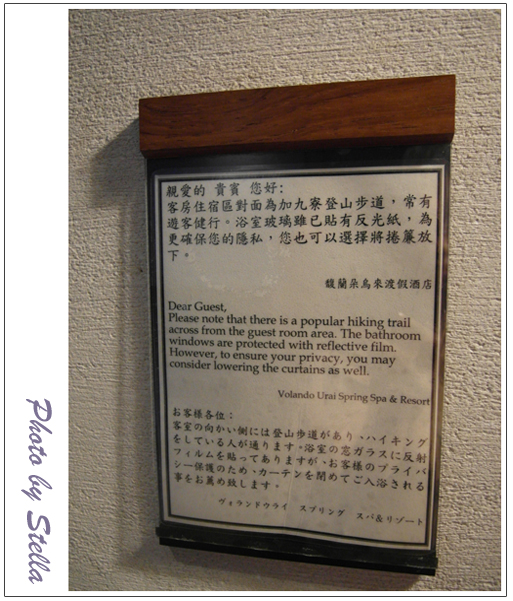 親愛的 貴賓 您好:
客房住宿區對面為加九寮登山步道，常有
遊客健行。浴室玻璃雖已貼有反光紙，為
更確保您的隱私，您也可以選擇將捲簾放
下。
馥蘭朵烏來渡假酒店
Dear Guest,
Please note that there is a popular hiking trail
across from the guest room area. The bathroom
windows are protected with reflective film.
However, to ensure your privacy, you may
consider lowering the curtains as well.
Volando Urai Spring Spa & Resort
お客様各位：
客室の向かい側には登山歩道があり、ハイキング
をしている人が通ります、浴室の窓ガラスに反射
フィルムを貼ってありますが、お客様のプライバ
シー保護のため、カーテンを閉めてご入浴される
事をお薦め致します。
ヴォランドウライ スプリング スパ&リゾート
Photo by Stella